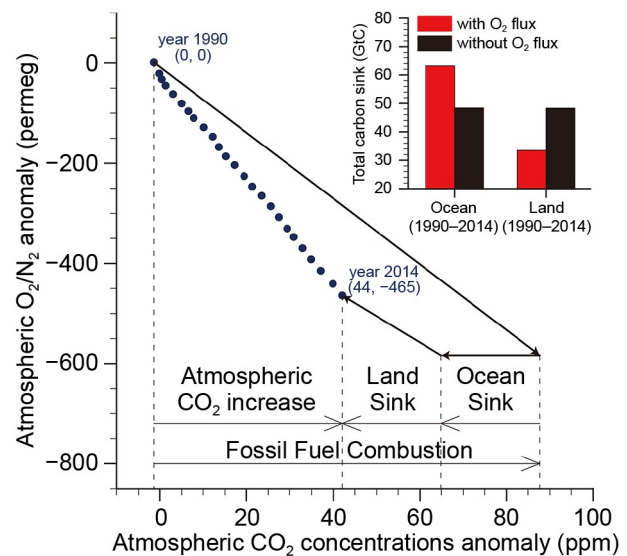 Atmospheric O₂/N₂ anomaly (permeg)
0
−200
−400
−600
−800
year 1990
(0, 0)
year 2014
(44, −465)
Total carbon sink (GtC)
80
70
60
50
40
30
20
with O₂ flux
without O₂ flux
Ocean
(1990–2014)
Land
(1990–2014)
Atmospheric
CO₂ increase
Land
Sink
Ocean
Sink
Fossil Fuel Combustion
0
20
40
60
80
100
Atmospheric CO₂ concentrations anomaly (ppm)